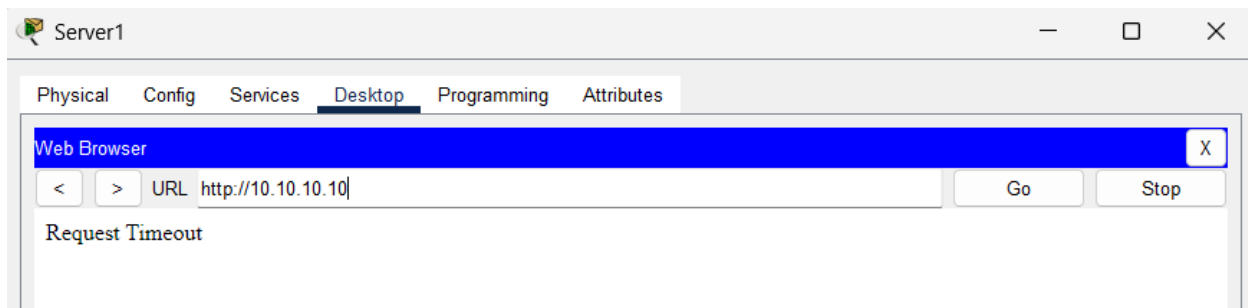 Server1
Physical Config Services Desktop Programming Attributes
Web Browser X
< > URL http://10.10.10.10 Go Stop
Request Timeout